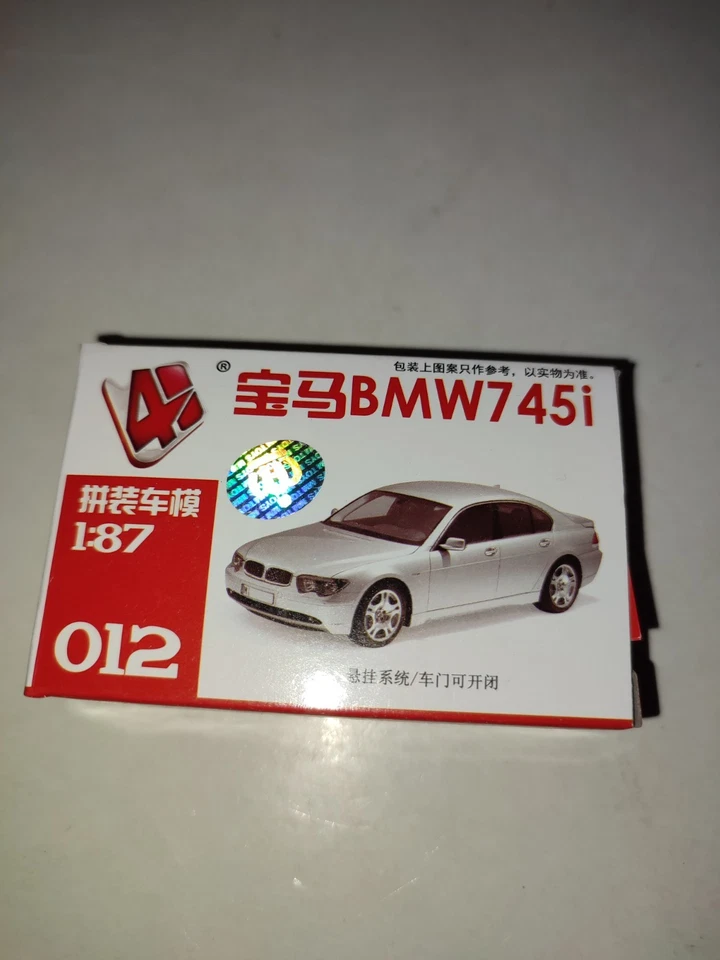 4D
®
包装上图案只作参考，以实物为准。
宝马BMW745i
拼装车模
1:87
012
悬挂系统/车门可开闭